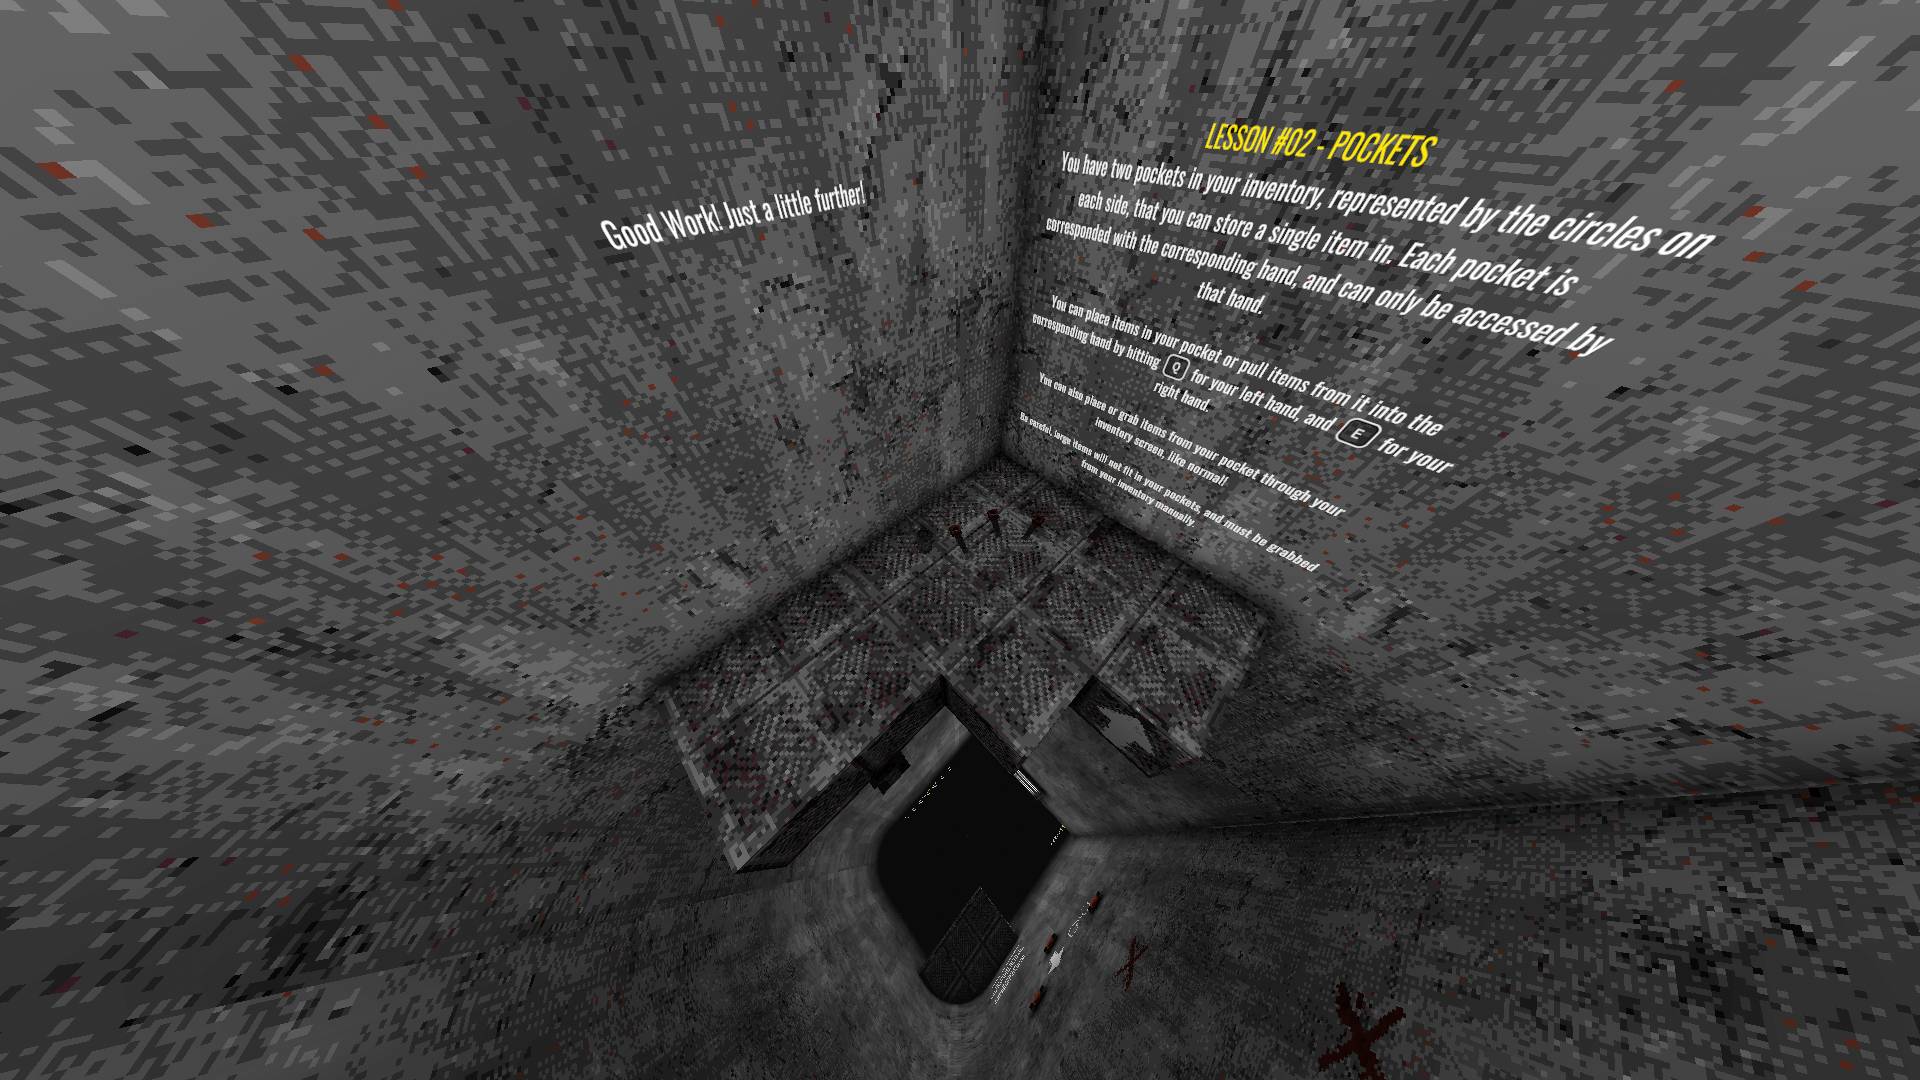 Good Work! Just a little further!
LESSON #02 - POCKETS
You have two pockets in your inventory, represented by the circles on
each side, that you can store a single item in. Each pocket is
corresponded with the corresponding hand, and can only be accessed by
that hand.
You can place items in your pocket or pull items from it into the
corresponding hand by hitting Q for your left hand, and E for your
right hand.
You can also place or grab items from your pocket through your
inventory screen, like normal!
Be careful, large items will not fit in your pockets, and must be grabbed
from your inventory manually.